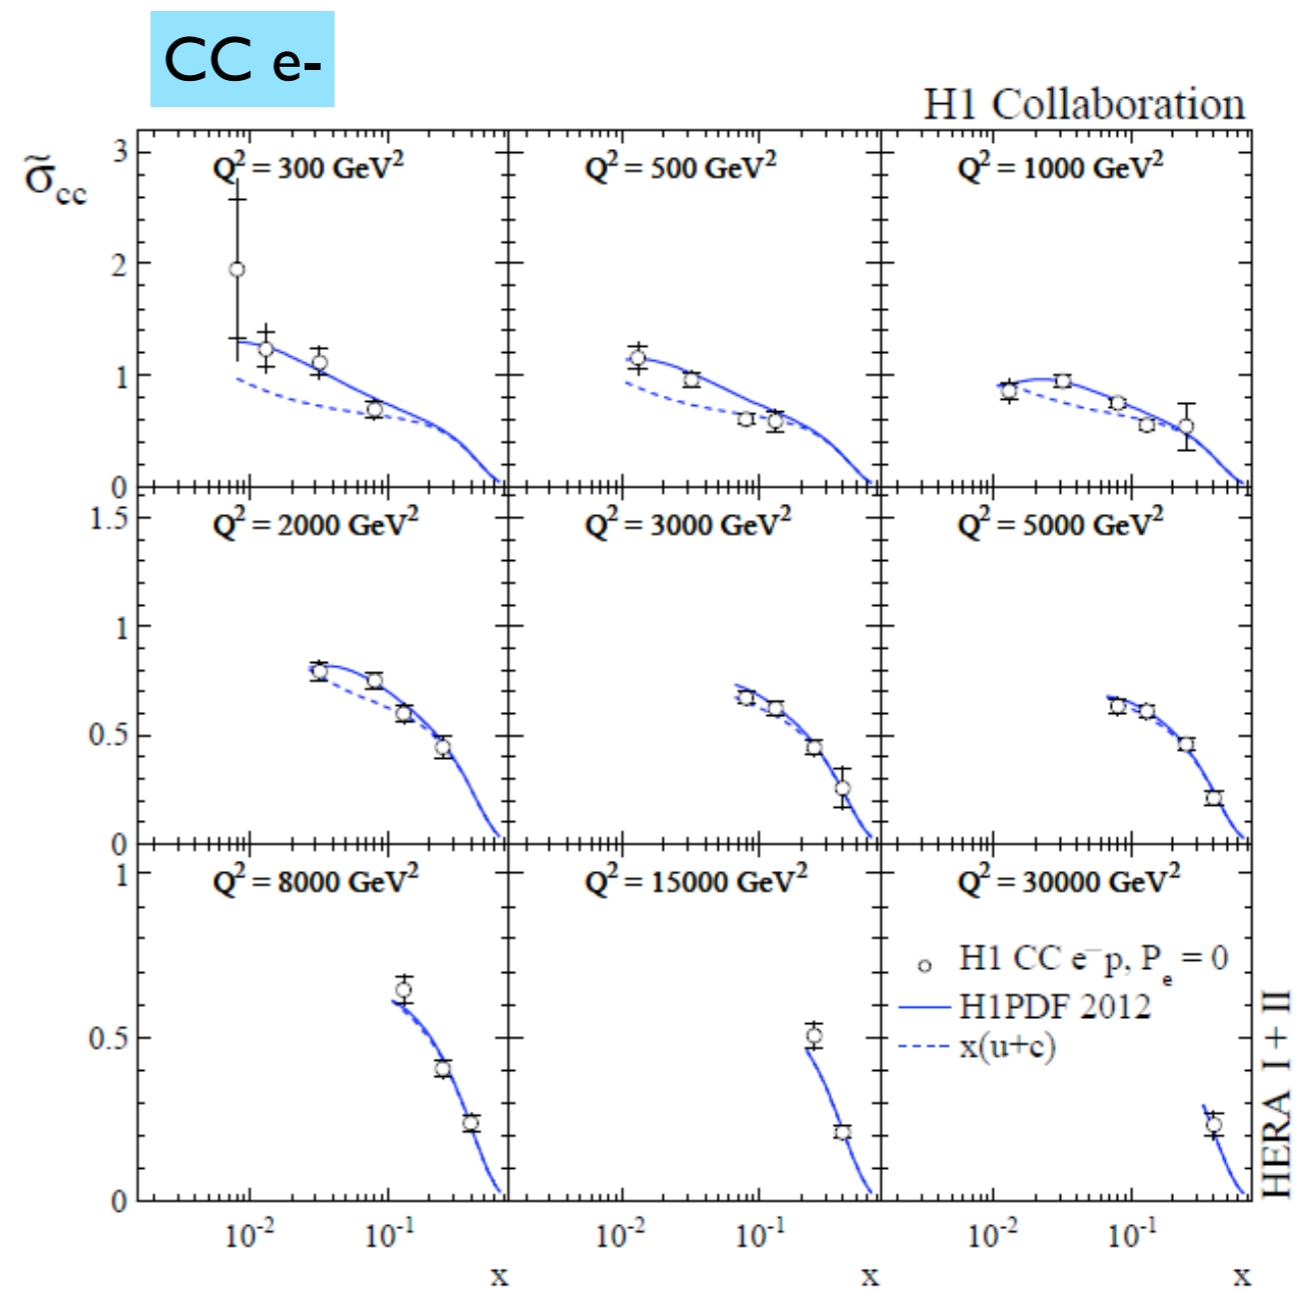 CC e-
H1 Collaboration
σ̃cc
Q² = 300 GeV²
Q² = 500 GeV²
Q² = 1000 GeV²
3
2
1
0
Q² = 2000 GeV²
Q² = 3000 GeV²
Q² = 5000 GeV²
1.5
1
0.5
0
Q² = 8000 GeV²
Q² = 15000 GeV²
Q² = 30000 GeV²
1
0.5
0
H1 CC e⁻p, Pₑ = 0
H1PDF 2012
x(u+c)
HERA I + II
10⁻² 10⁻¹ 10⁻² 10⁻¹ 10⁻² 10⁻¹
x x x